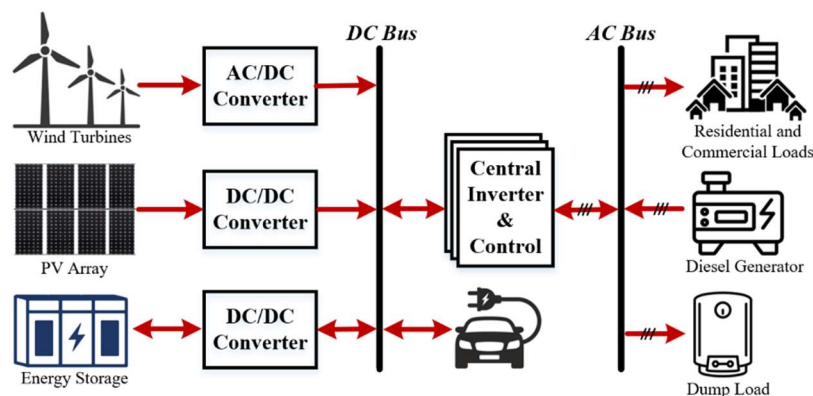 DC Bus
AC Bus
AC/DC
Converter
Wind Turbines
Residential and
Commercial Loads
DC/DC
Converter
Central
Inverter
&
Control
PV Array
Diesel Generator
DC/DC
Converter
Energy Storage
Dump Load